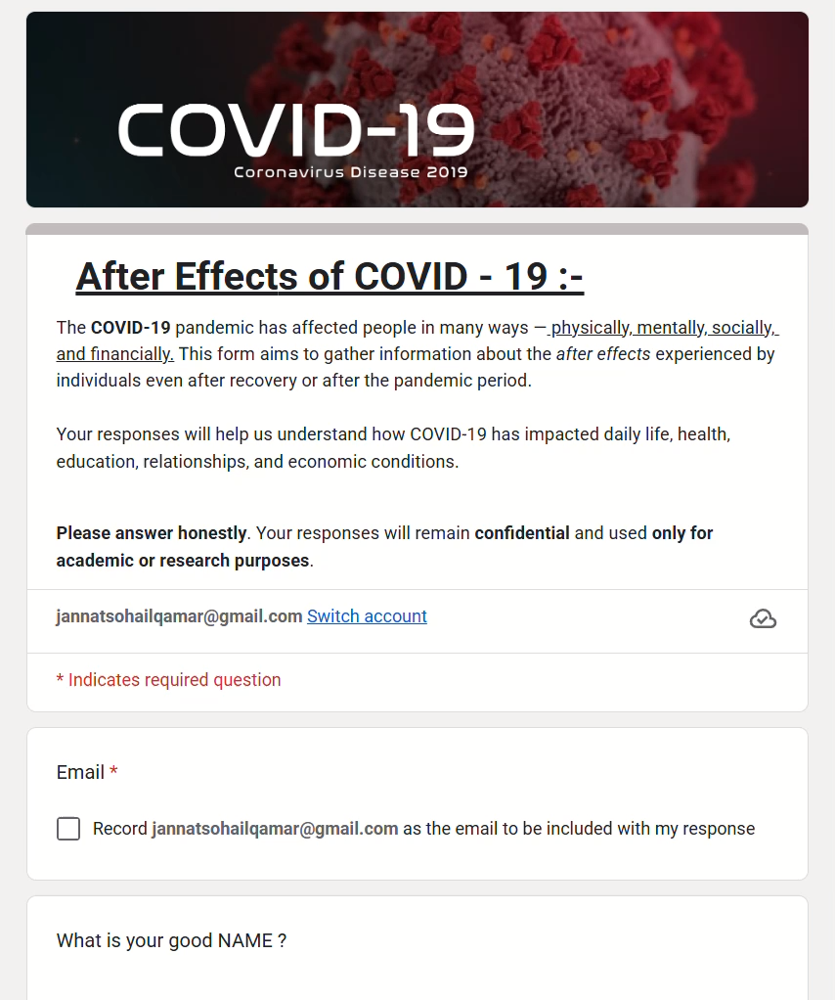 COVID-19
Coronavirus Disease 2019
After Effects of COVID - 19 :-
The COVID-19 pandemic has affected people in many ways — physically, mentally, socially,
and financially. This form aims to gather information about the after effects experienced by
individuals even after recovery or after the pandemic period.
Your responses will help us understand how COVID-19 has impacted daily life, health,
education, relationships, and economic conditions.
Please answer honestly. Your responses will remain confidential and used only for
academic or research purposes.
jannatsohailqamar@gmail.com Switch account
* Indicates required question
Email *
Record jannatsohailqamar@gmail.com as the email to be included with my response
What is your good NAME ?